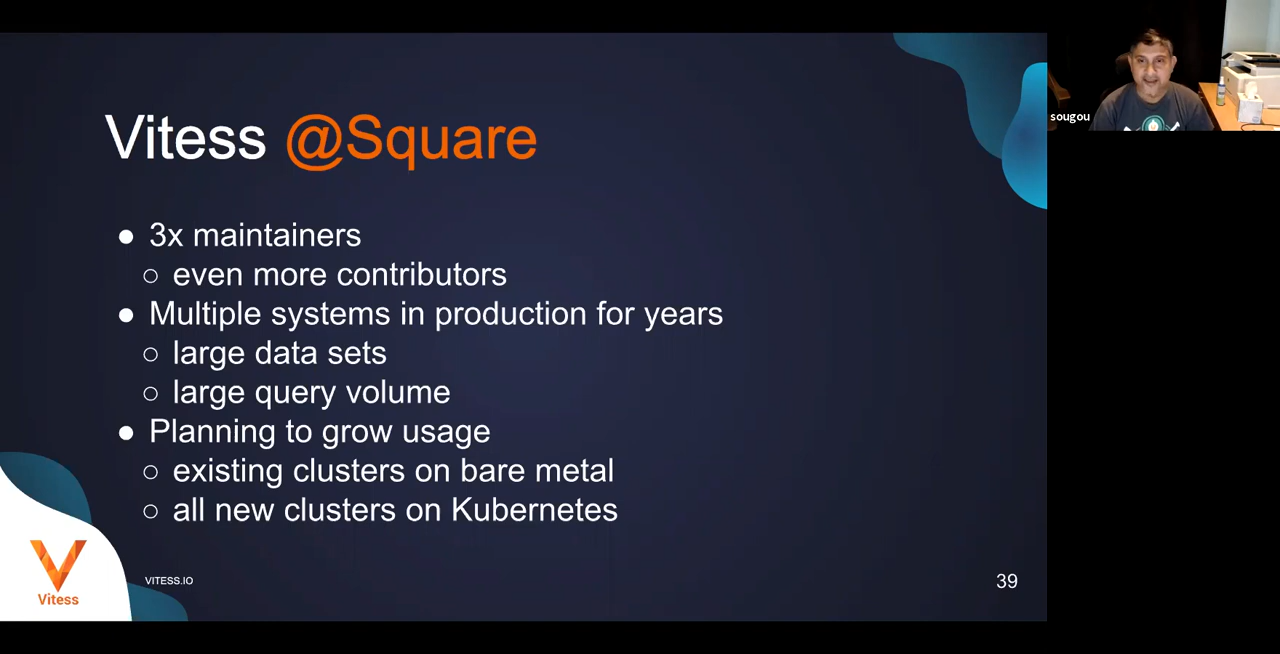 Vitess @Square
● 3x maintainers
○ even more contributors
● Multiple systems in production for years
○ large data sets
○ large query volume
● Planning to grow usage
○ existing clusters on bare metal
○ all new clusters on Kubernetes
Vitess
VITESS.IO
39
sougou